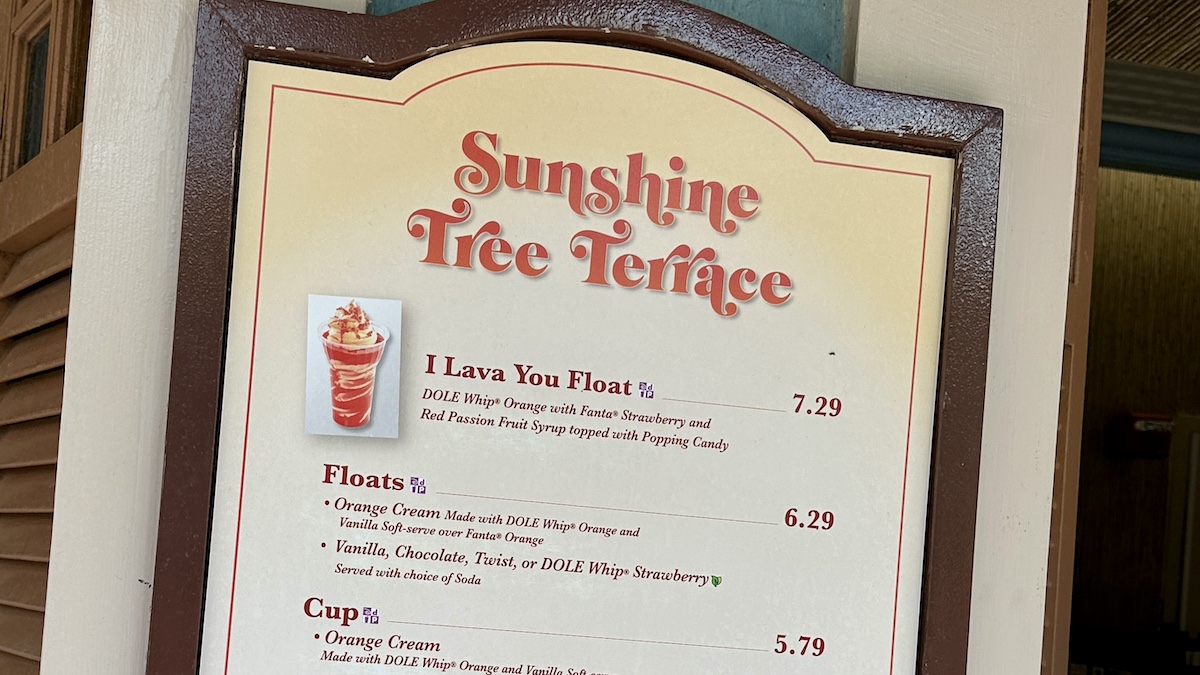 Sunshine
Tree Terrace
I Lava You Float 7.29
DOLE Whip® Orange with Fanta® Strawberry and
Red Passion Fruit Syrup topped with Popping Candy
Floats 6.29
• Orange Cream Made with DOLE Whip® Orange and
Vanilla Soft-serve over Fanta® Orange
• Vanilla, Chocolate, Twist, or DOLE Whip® Strawberry
Served with choice of Soda
Cup 5.79
• Orange Cream
Made with DOLE Whip® Orange and Vanilla